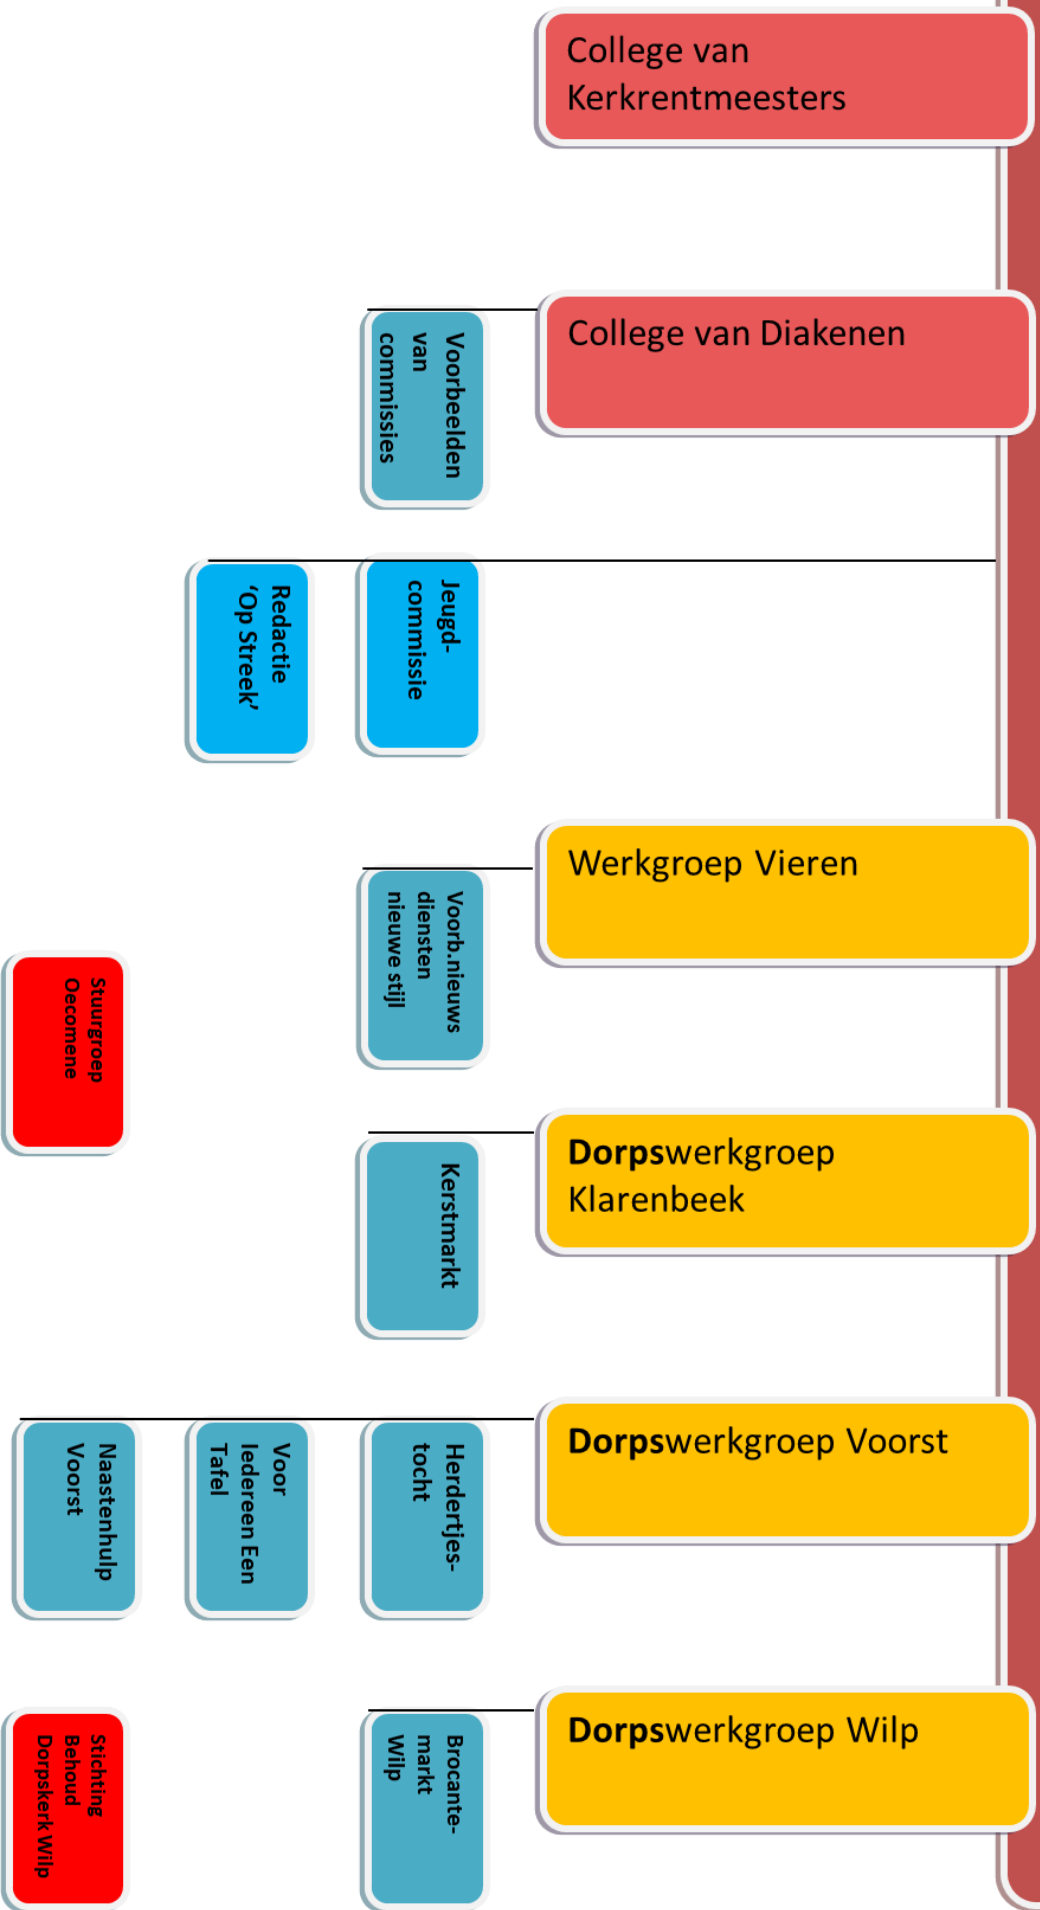 College van
Kerkrentmeesters
College van Diakenen
Voorbeelden
van
commissies
Jeugd-
commissie
Redactie
‘Op Streek’
Werkgroep Vieren
Voorb.nieuws
diensten
nieuwe stijl
Stuurgroep
Oecomene
Dorpswerkgroep
Klarenbeek
Kerstmarkt
Dorpswerkgroep Voorst
Herdertjes-
tocht
Voor
Iedereen Een
Tafel
Naastenhulp
Voorst
Dorpswerkgroep Wilp
Brocante-
markt
Wilp
Stichting
Behoud
Dorpskerk Wilp